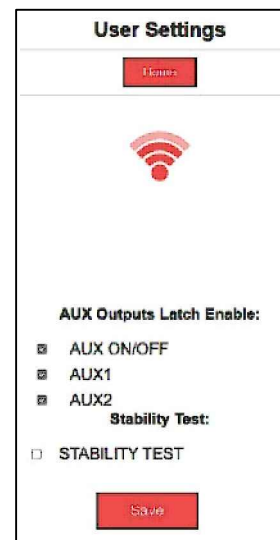 User Settings
Home
AUX Outputs Latch Enable:
AUX ON/OFF
AUX1
AUX2
Stability Test:
STABILITY TEST
Save